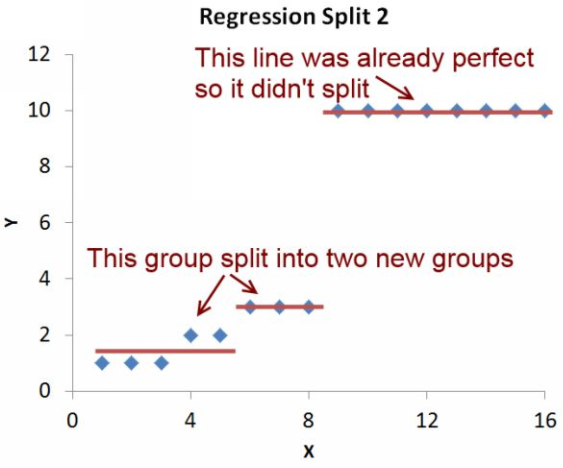 Regression Split 2
12
This line was already perfect
so it didn't split
10
8
Y
6
This group split into two new groups
4
2
0
0 4 8 12 16
X